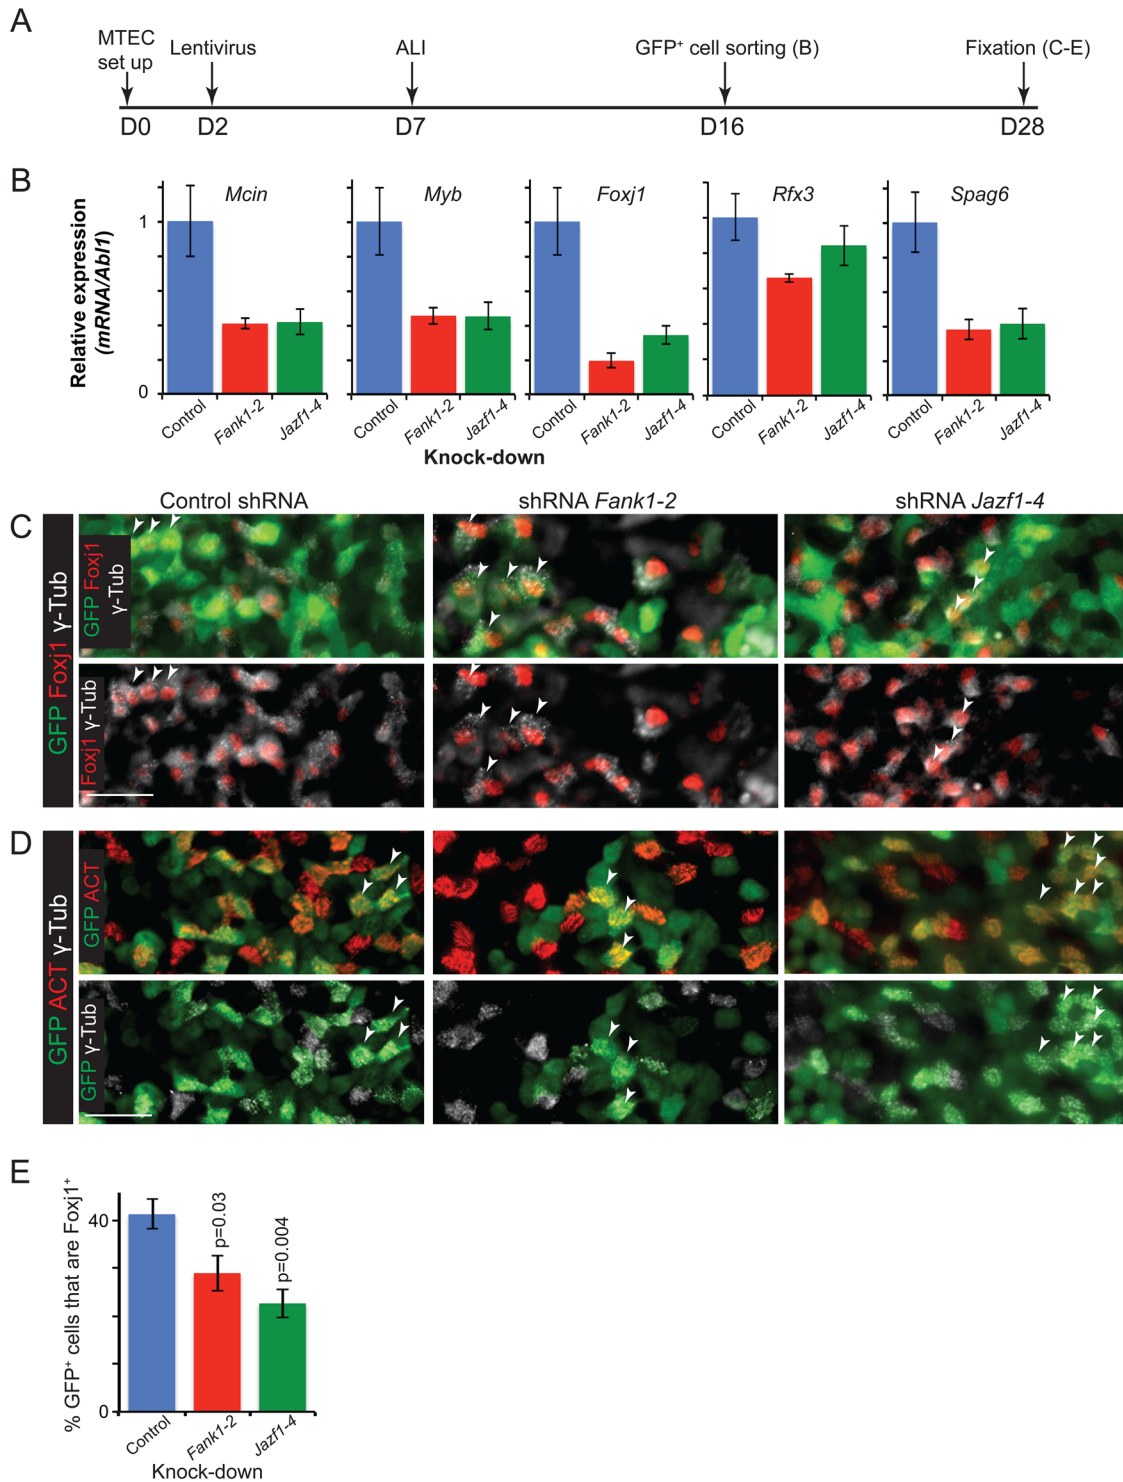 A
MTEC
set up
Lentivirus
ALI
GFP+ cell sorting (B)
Fixation (C-E)
D0
D2
D7
D16
D28
B
Relative expression
(mRNA/Abl1)
1
0
Mcin
Myb
Foxj1
Rfx3
Spag6
Control
Fank1-2
Jazf1-4
Control
Fank1-2
Jazf1-4
Control
Fank1-2
Jazf1-4
Control
Fank1-2
Jazf1-4
Control
Fank1-2
Jazf1-4
Knock-down
Control shRNA
shRNA Fank1-2
shRNA Jazf1-4
C
GFP Foxj1 γ-Tub
GFP Foxj1
γ-Tub
Foxj1 γ-Tub
D
GFP ACT γ-Tub
GFP ACT
GFP γ-Tub
E
% GFP+ cells that are Foxj1+
40
0
p=0.03
p=0.004
Control
Fank1-2
Jazf1-4
Knock-down